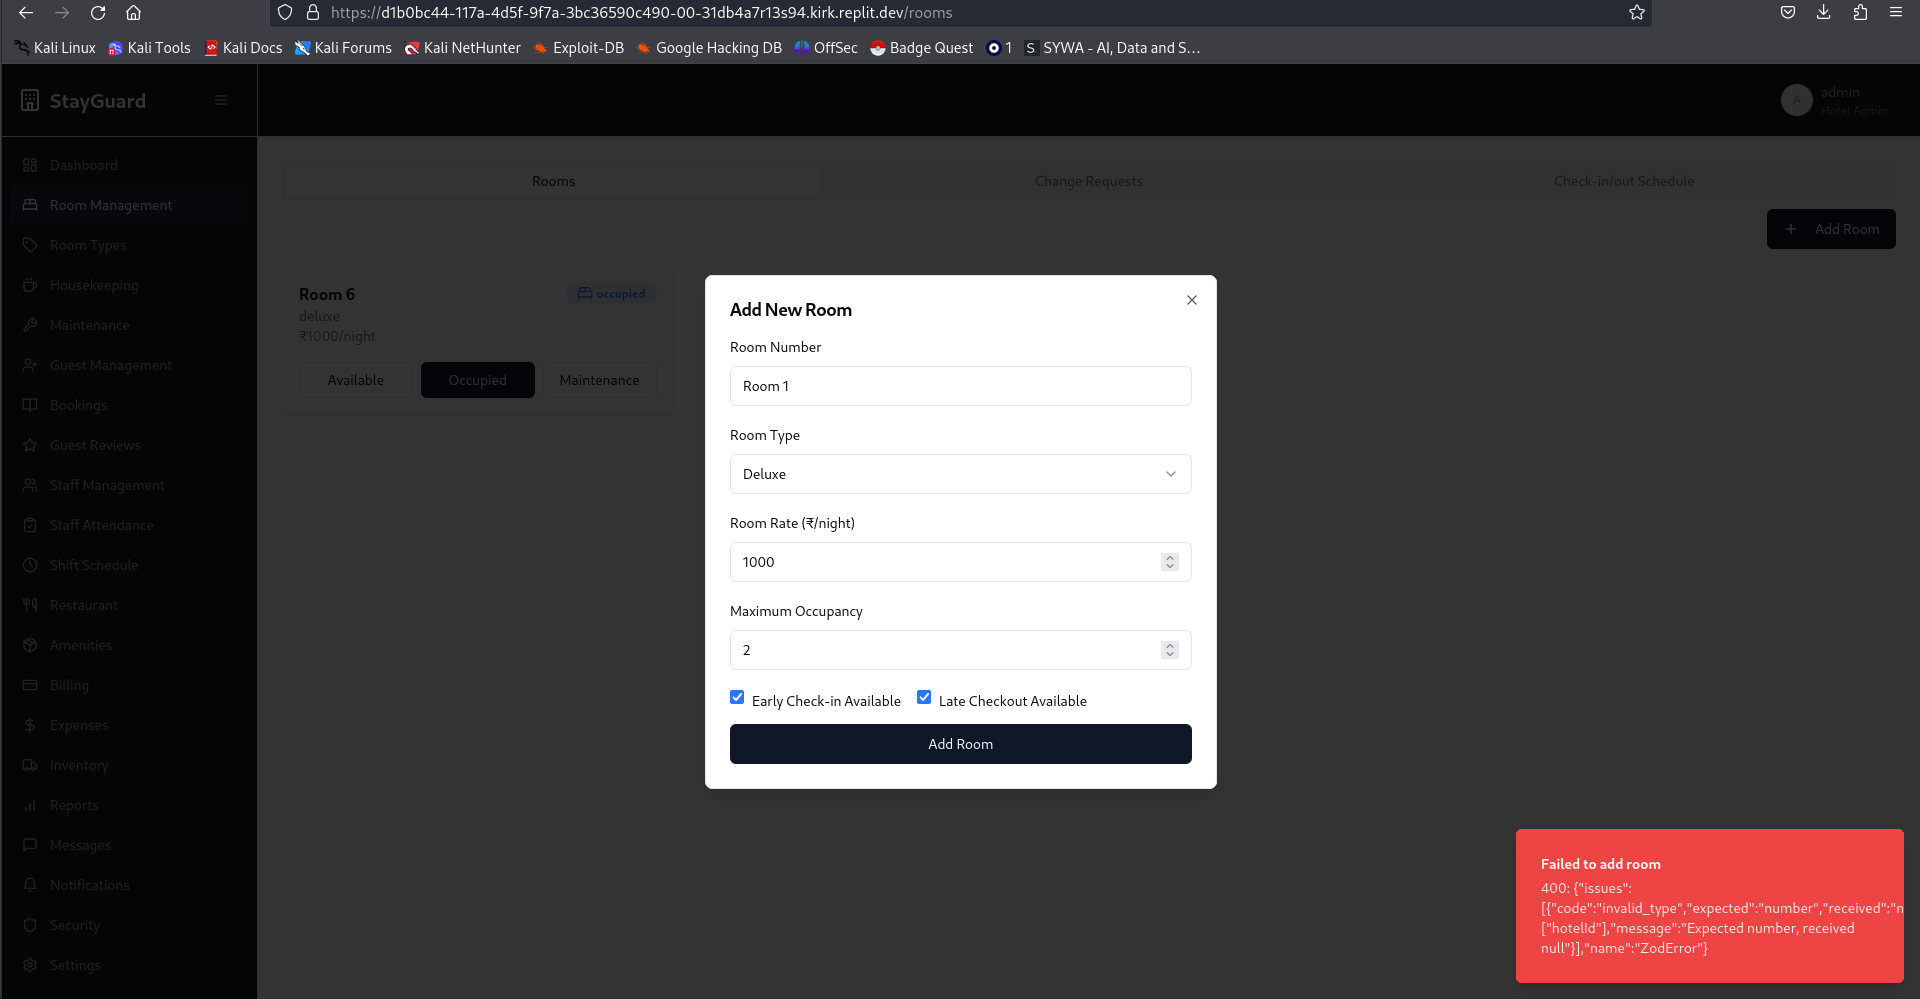 https://d1b0bc44-117a-4d5f-9f7a-3bc36590c490-00-31db4a7r13s94.kirk.replit.dev/rooms
Kali Linux Kali Tools Kali Docs Kali Forums Kali NetHunter Exploit-DB Google Hacking DB OffSec Badge Quest 1 SYWA - AI, Data and S…
StayGuard
A
admin
Hotel Admin
Dashboard
Room Management
Room Types
Housekeeping
Maintenance
Guest Management
Bookings
Guest Reviews
Staff Management
Staff Attendance
Shift Schedule
Restaurant
Amenities
Billing
Expenses
Inventory
Reports
Messages
Notifications
Security
Settings
Rooms Change Requests Check-in/out Schedule
+ Add Room
Room 6 occupied
deluxe
₹1000/night
Available Occupied Maintenance
Add New Room
Room Number
Room 1
Room Type
Deluxe
Room Rate (₹/night)
1000
Maximum Occupancy
2
Early Check-in Available Late Checkout Available
Add Room
Failed to add room
400: {"issues":
[{"code":"invalid_type","expected":"number","received":"n
["hotelId"],"message":"Expected number, received
null"}],"name":"ZodError"}